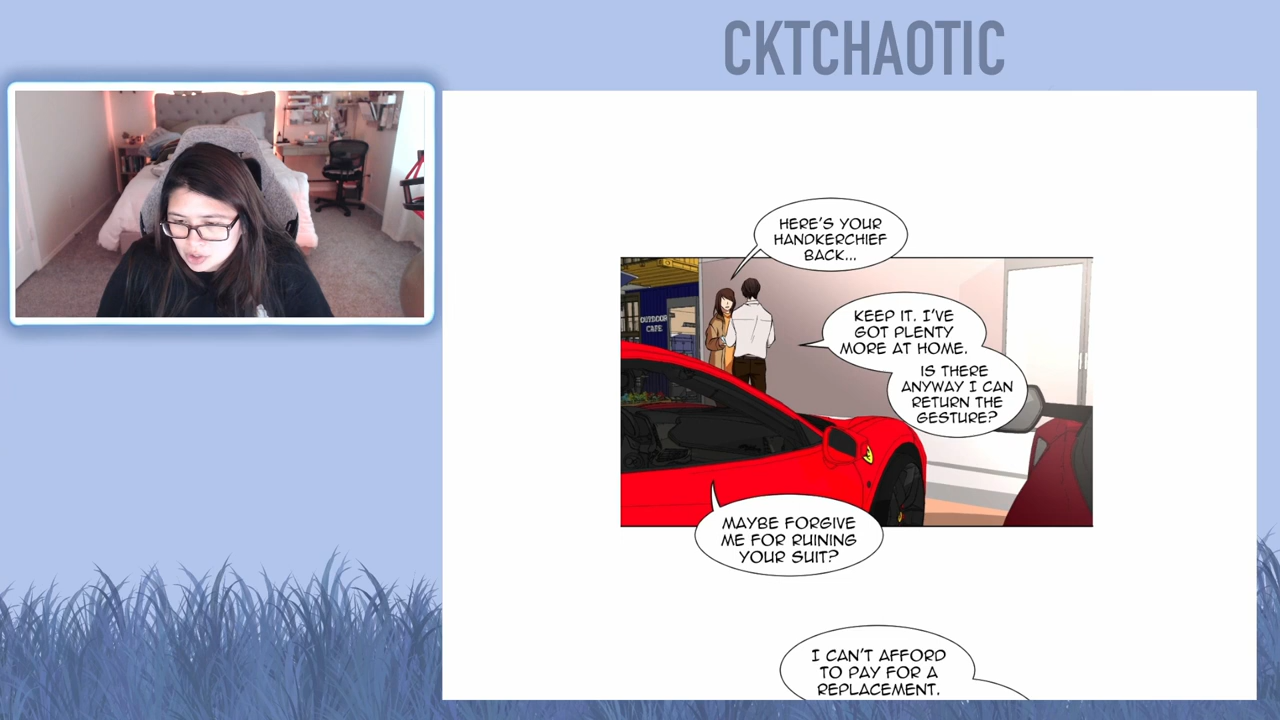 CKTCHAOTIC
HERE'S YOUR
HANDKERCHIEF
BACK...
OUTDOOR
CAFE
KEEP IT. I'VE
GOT PLENTY
MORE AT HOME.
IS THERE
ANYWAY I CAN
RETURN THE
GESTURE?
MAYBE FORGIVE
ME FOR RUINING
YOUR SUIT?
I CAN'T AFFORD
TO PAY FOR A
REPLACEMENT.